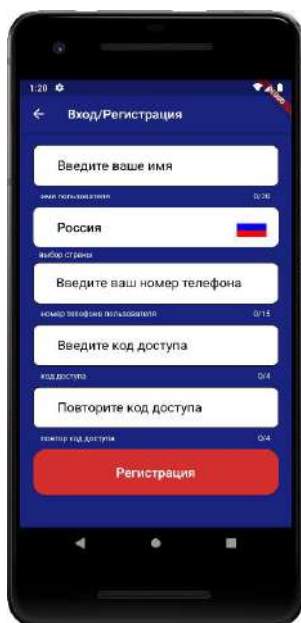 1:20
Вход/Регистрация
Введите ваше имя
имя пользователя 0/20
Россия
выбор страны
Введите ваш номер телефона
номер телефона пользователя 0/15
Введите код доступа
код доступа 0/4
Повторите код доступа
повтор код доступа 0/4
Регистрация